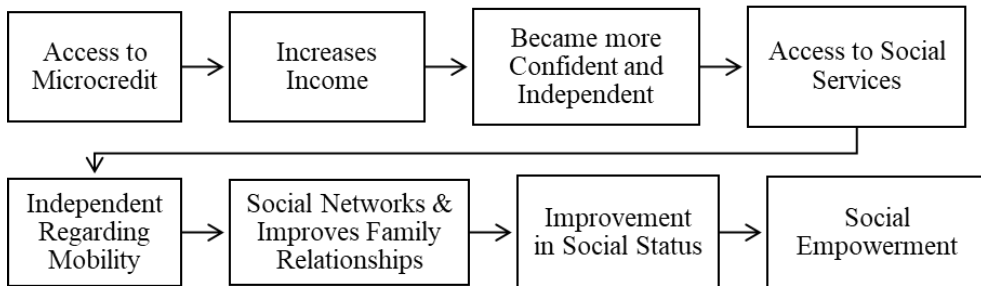 Access to
Microcredit
Increases
Income
Became more
Confident and
Independent
Access to Social
Services
Independent
Regarding
Mobility
Social Networks &
Improves Family
Relationships
Improvement
in Social Status
Social
Empowerment